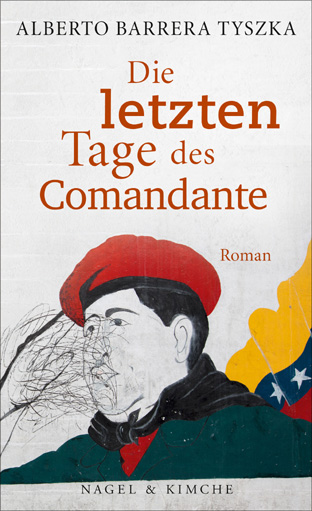 ALBERTO BARRERA TYSZKA
Die
letzten
Tage des
Comandante
Roman
NAGEL & KIMCHE